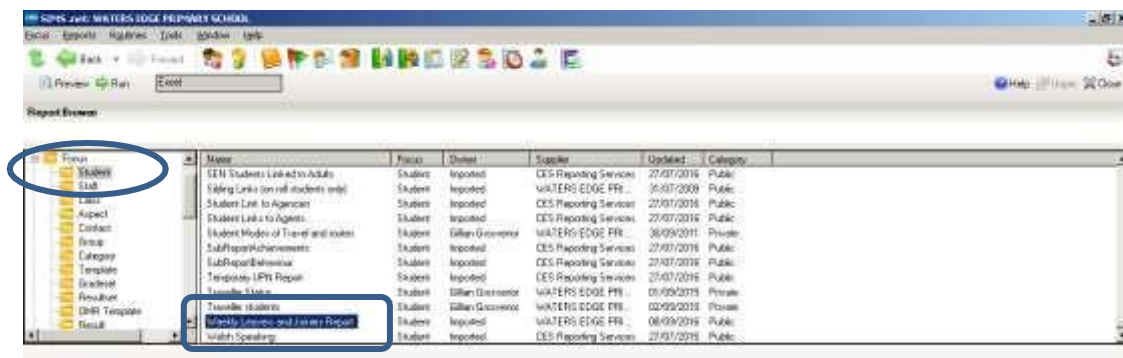 SIMS .net: WATERS EDGE PRIMARY SCHOOL
Focus Reports Routines Tools Window Help
Back Forward
Preview Run Excel Help Close
Report Browser
Focus
Student
Staff
Class
Aspect
Contact
Group
Category
Template
Gradeset
Resultset
OMR Template
Result
Name Focus Owner Supplier Updated Category
SEN Students Linked to Adults Student Imported CES Reporting Services 27/07/2016 Public
Sibling Links (on roll students only) Student Imported WATERS EDGE PRI... 31/07/2009 Public
Student Link to Agencies Student Imported CES Reporting Services 27/07/2016 Public
Student Links to Agents Student Imported CES Reporting Services 27/07/2016 Public
Student Modes of Travel and routes Student Gillian Grosvenor WATERS EDGE PRI... 30/09/2011 Private
SubReportAchievements Student Imported CES Reporting Services 27/07/2016 Public
SubReportBehaviour Student Imported CES Reporting Services 27/07/2016 Public
Temporary UPN Report Student Imported CES Reporting Services 27/07/2016 Public
Traveller Status Student Gillian Grosvenor WATERS EDGE PRI... Private
Traveller students Student Gillian Grosvenor WATERS EDGE PRI... Private
Weekly Leavers and Joiners Report Student Imported WATERS EDGE PRI... 08/09/2016 Public
Welsh Speaking Student Imported CES Reporting Services 27/07/2016 Public